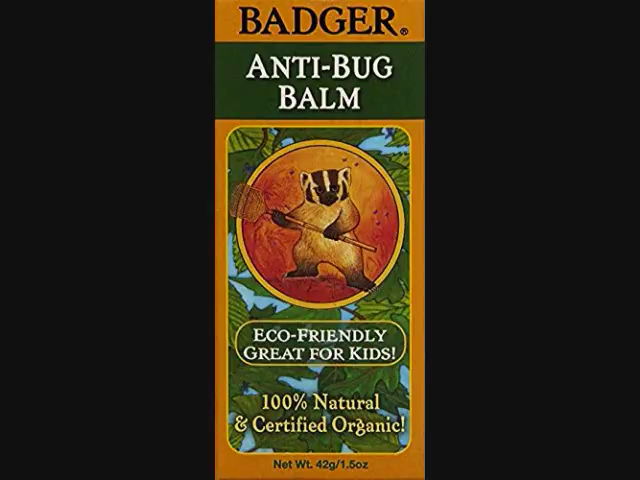 BADGER®
ANTI-BUG
BALM
ECO-FRIENDLY
GREAT FOR KIDS!
100% Natural
& Certified Organic!
Net Wt. 42g/1.5oz